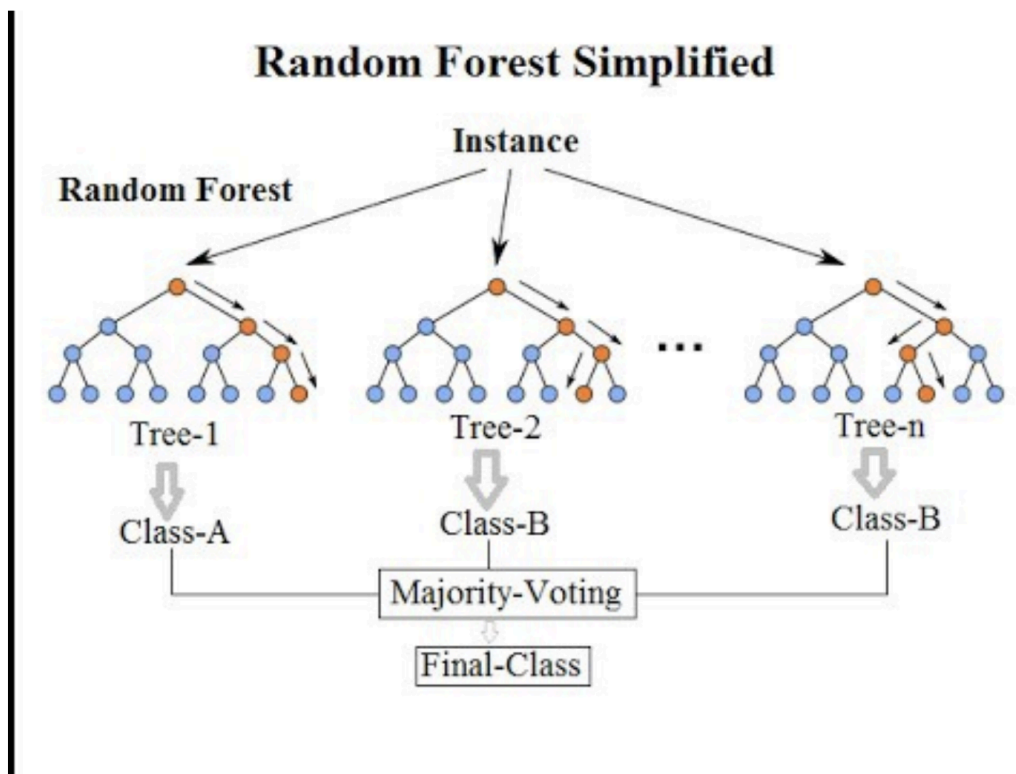 Random Forest Simplified
Instance
Random Forest
...
Tree-1
Tree-2
Tree-n
Class-A
Class-B
Class-B
Majority-Voting
Final-Class